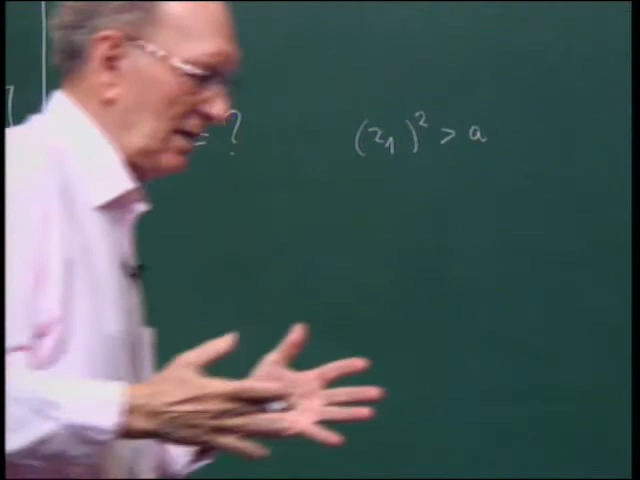 = ? (x₁)² > a